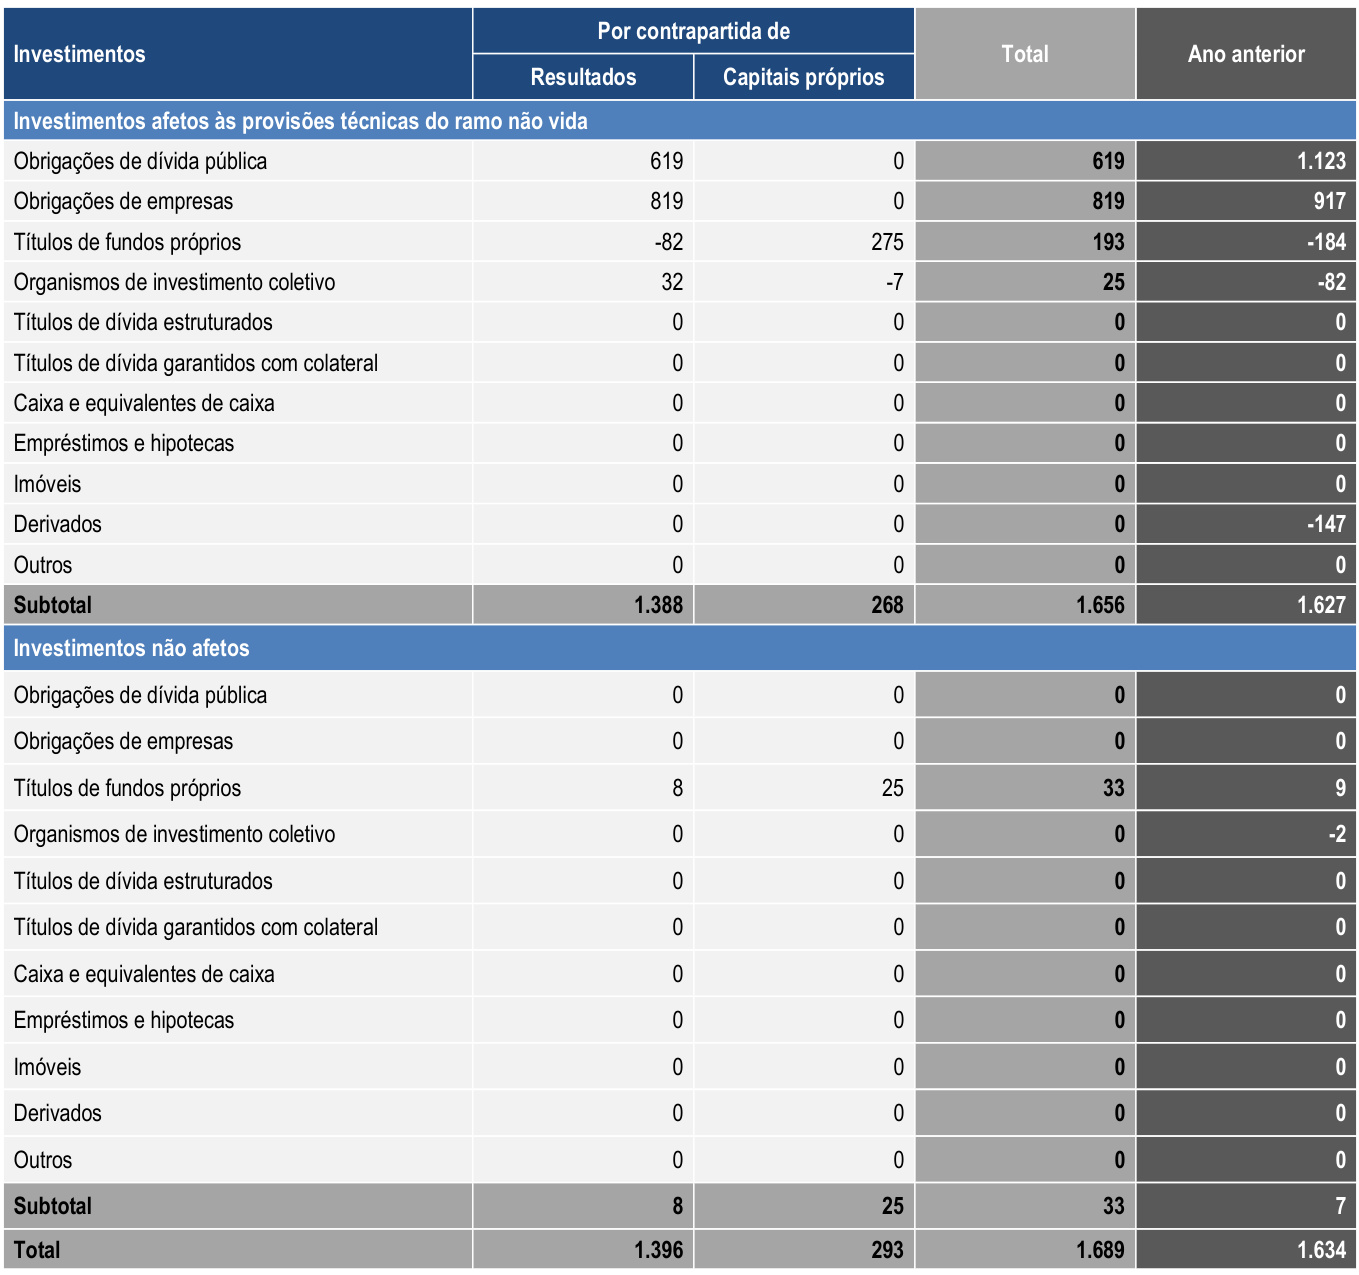 Investimentos Por contrapartida de Total Ano anterior
Resultados Capitais próprios
Investimentos afetos às provisões técnicas do ramo não vida
Obrigações de dívida pública 619 0 619 1.123
Obrigações de empresas 819 0 819 917
Títulos de fundos próprios -82 275 193 -184
Organismos de investimento coletivo 32 -7 25 -82
Títulos de dívida estruturados 0 0 0 0
Títulos de dívida garantidos com colateral 0 0 0 0
Caixa e equivalentes de caixa 0 0 0 0
Empréstimos e hipotecas 0 0 0 0
Imóveis 0 0 0 0
Derivados 0 0 0 -147
Outros 0 0 0 0
Subtotal 1.388 268 1.656 1.627
Investimentos não afetos
Obrigações de dívida pública 0 0 0 0
Obrigações de empresas 0 0 0 0
Títulos de fundos próprios 8 25 33 9
Organismos de investimento coletivo 0 0 0 -2
Títulos de dívida estruturados 0 0 0 0
Títulos de dívida garantidos com colateral 0 0 0 0
Caixa e equivalentes de caixa 0 0 0 0
Empréstimos e hipotecas 0 0 0 0
Imóveis 0 0 0 0
Derivados 0 0 0 0
Outros 0 0 0 0
Subtotal 8 25 33 7
Total 1.396 293 1.689 1.634